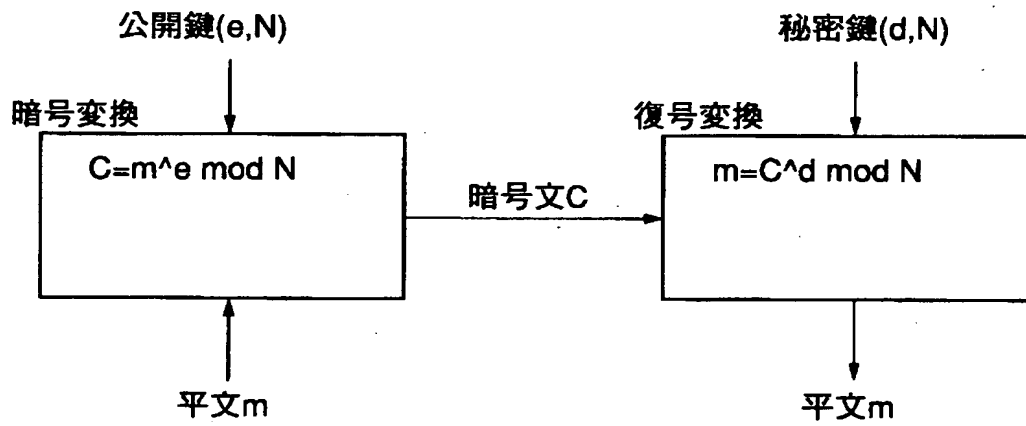 公開鍵(e,N)
秘密鍵(d,N)
暗号変換
復号変換
C=m^e mod N
m=C^d mod N
暗号文C
平文m
平文m